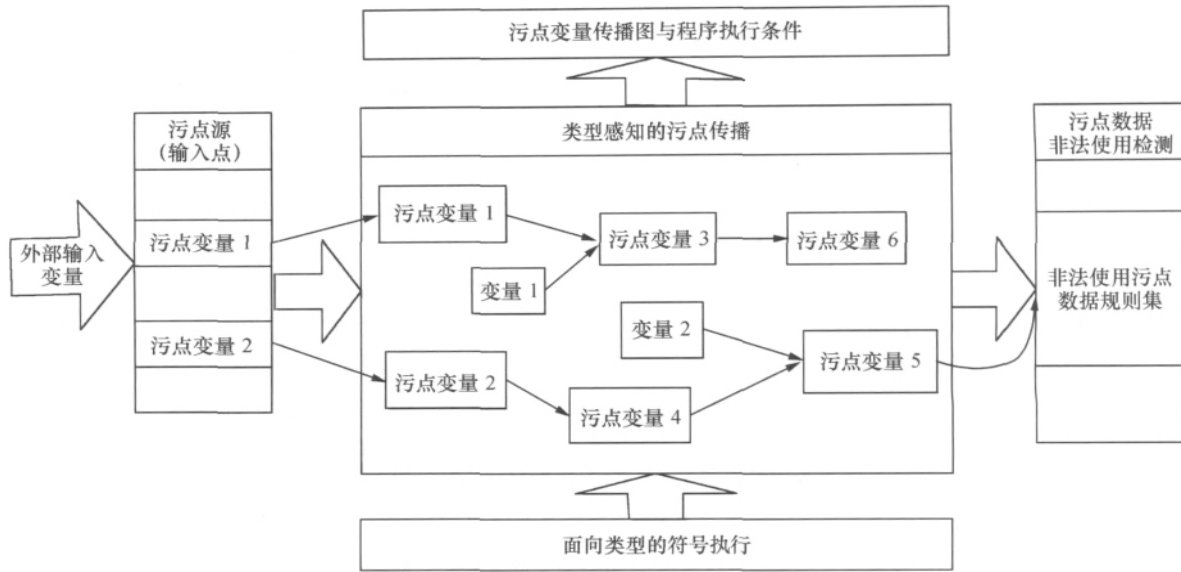 污点变量传播图与程序执行条件
污点源
(输入点)
类型感知的污点传播
污点数据
非法使用检测
污点变量 1
污点变量 1
污点变量 3
污点变量 6
外部输入
变量
变量 1
非法使用污点
数据规则集
变量 2
污点变量 2
污点变量 5
污点变量 2
污点变量 4
面向类型的符号执行